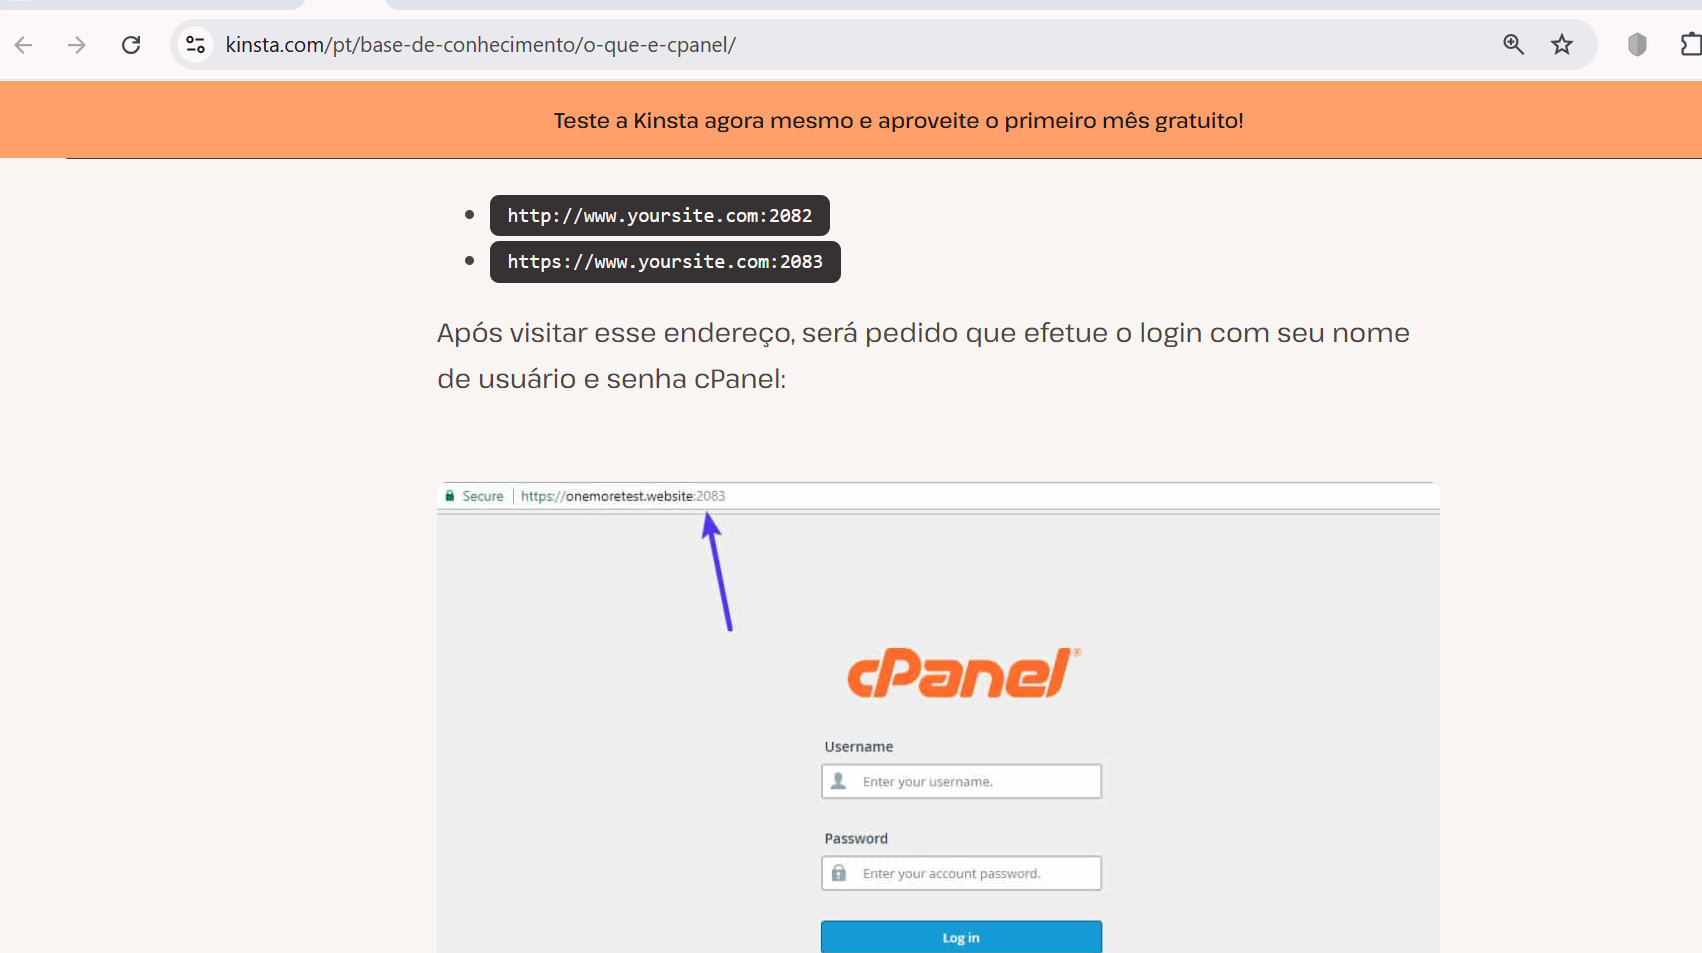 kinsta.com/pt/base-de-conhecimento/o-que-e-cpanel/
Teste a Kinsta agora mesmo e aproveite o primeiro mês gratuito!
http://www.yoursite.com:2082
https://www.yoursite.com:2083
Após visitar esse endereço, será pedido que efetue o login com seu nome
de usuário e senha cPanel:
Secure | https://onemoretest.website:2083
cPanel®
Username
Enter your username.
Password
Enter your account password.
Log in